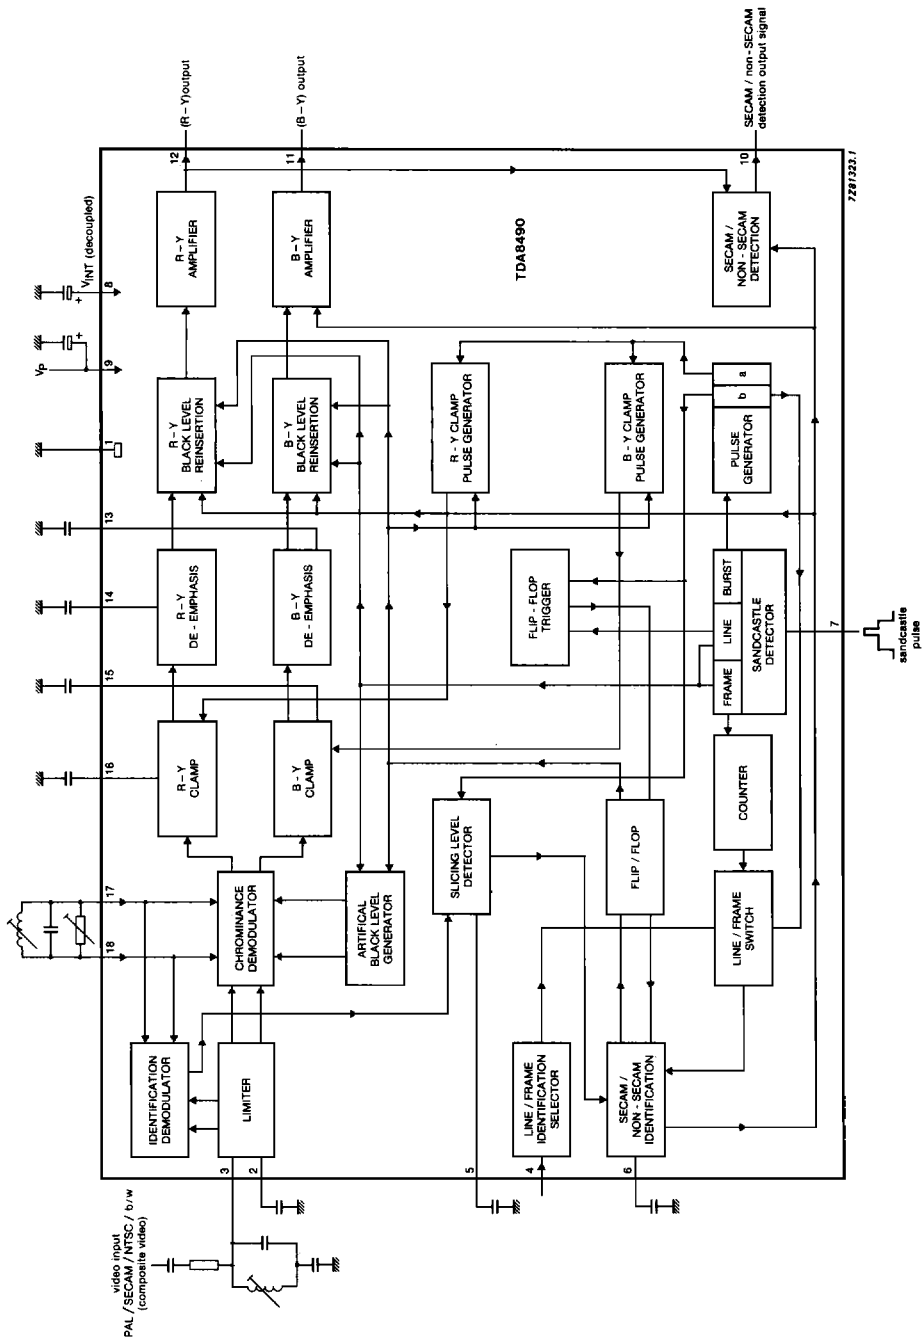 video input
PAL / SECAM / NTSC / b/w
(composite video)
3
2
5
4
6
18
17
16
15
14
13
1
9
VP
+
8
VINT (decoupled)
+
12
(R – Y) output
11
(B – Y) output
10
SECAM / non - SECAM
detection output signal
7
sandcastle
pulse
IDENTIFICATION
DEMODULATOR
LIMITER
CHROMINANCE
DEMODULATOR
ARTIFICAL
BLACK LEVEL
GENERATOR
R – Y
CLAMP
B – Y
CLAMP
R – Y
DE - EMPHASIS
B – Y
DE - EMPHASIS
R – Y
BLACK LEVEL
REINSERTION
B – Y
BLACK LEVEL
REINSERTION
R – Y
AMPLIFIER
B – Y
AMPLIFIER
SLICING LEVEL
DETECTOR
R – Y CLAMP
PULSE GENERATOR
TDA8490
LINE / FRAME
IDENTIFICATION
SELECTOR
FLIP - FLOP
TRIGGER
SECAM /
NON - SECAM
IDENTIFICATION
FLIP / FLOP
B – Y CLAMP
PULSE GENERATOR
LINE / FRAME
SWITCH
COUNTER
FRAME
LINE
BURST
SANDCASTLE
DETECTOR
PULSE
GENERATOR
b
a
SECAM /
NON - SECAM
DETECTION
7Z81323.1